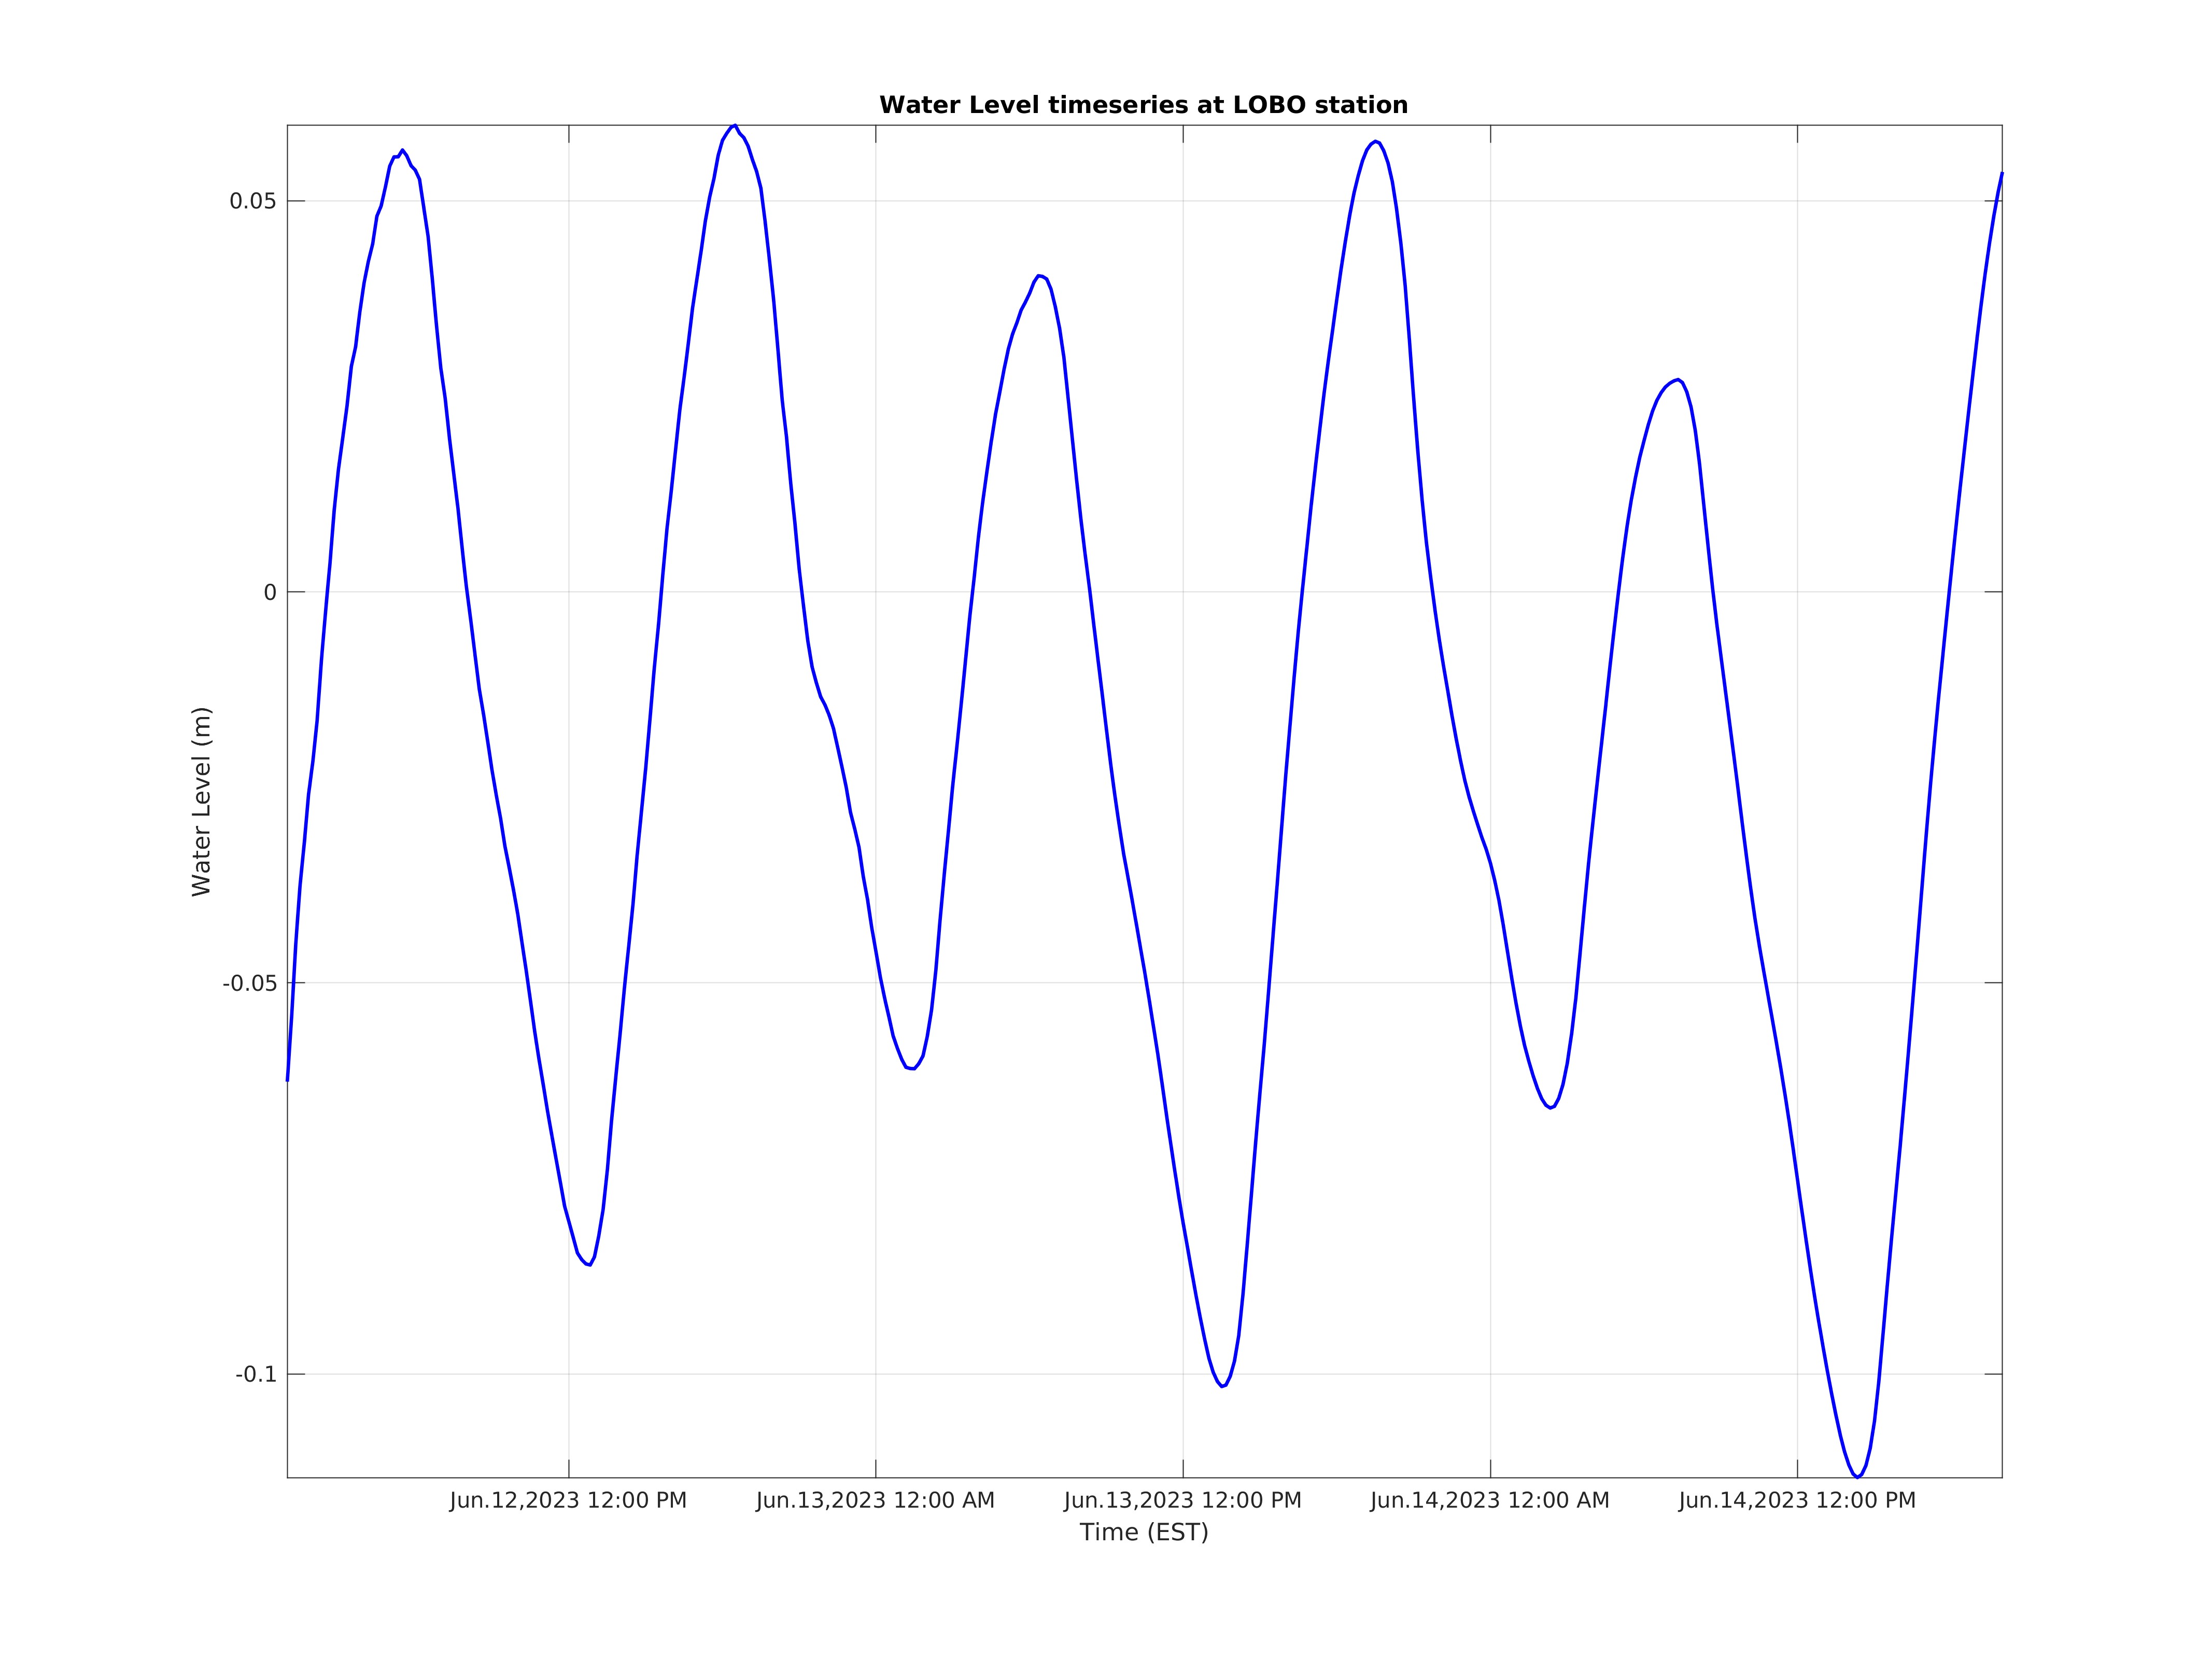 Water Level timeseries at LOBO station
0.05
0
-0.05
-0.1
Water Level (m)
Jun.12,2023 12:00 PM
Jun.13,2023 12:00 AM
Jun.13,2023 12:00 PM
Jun.14,2023 12:00 AM
Jun.14,2023 12:00 PM
Time (EST)